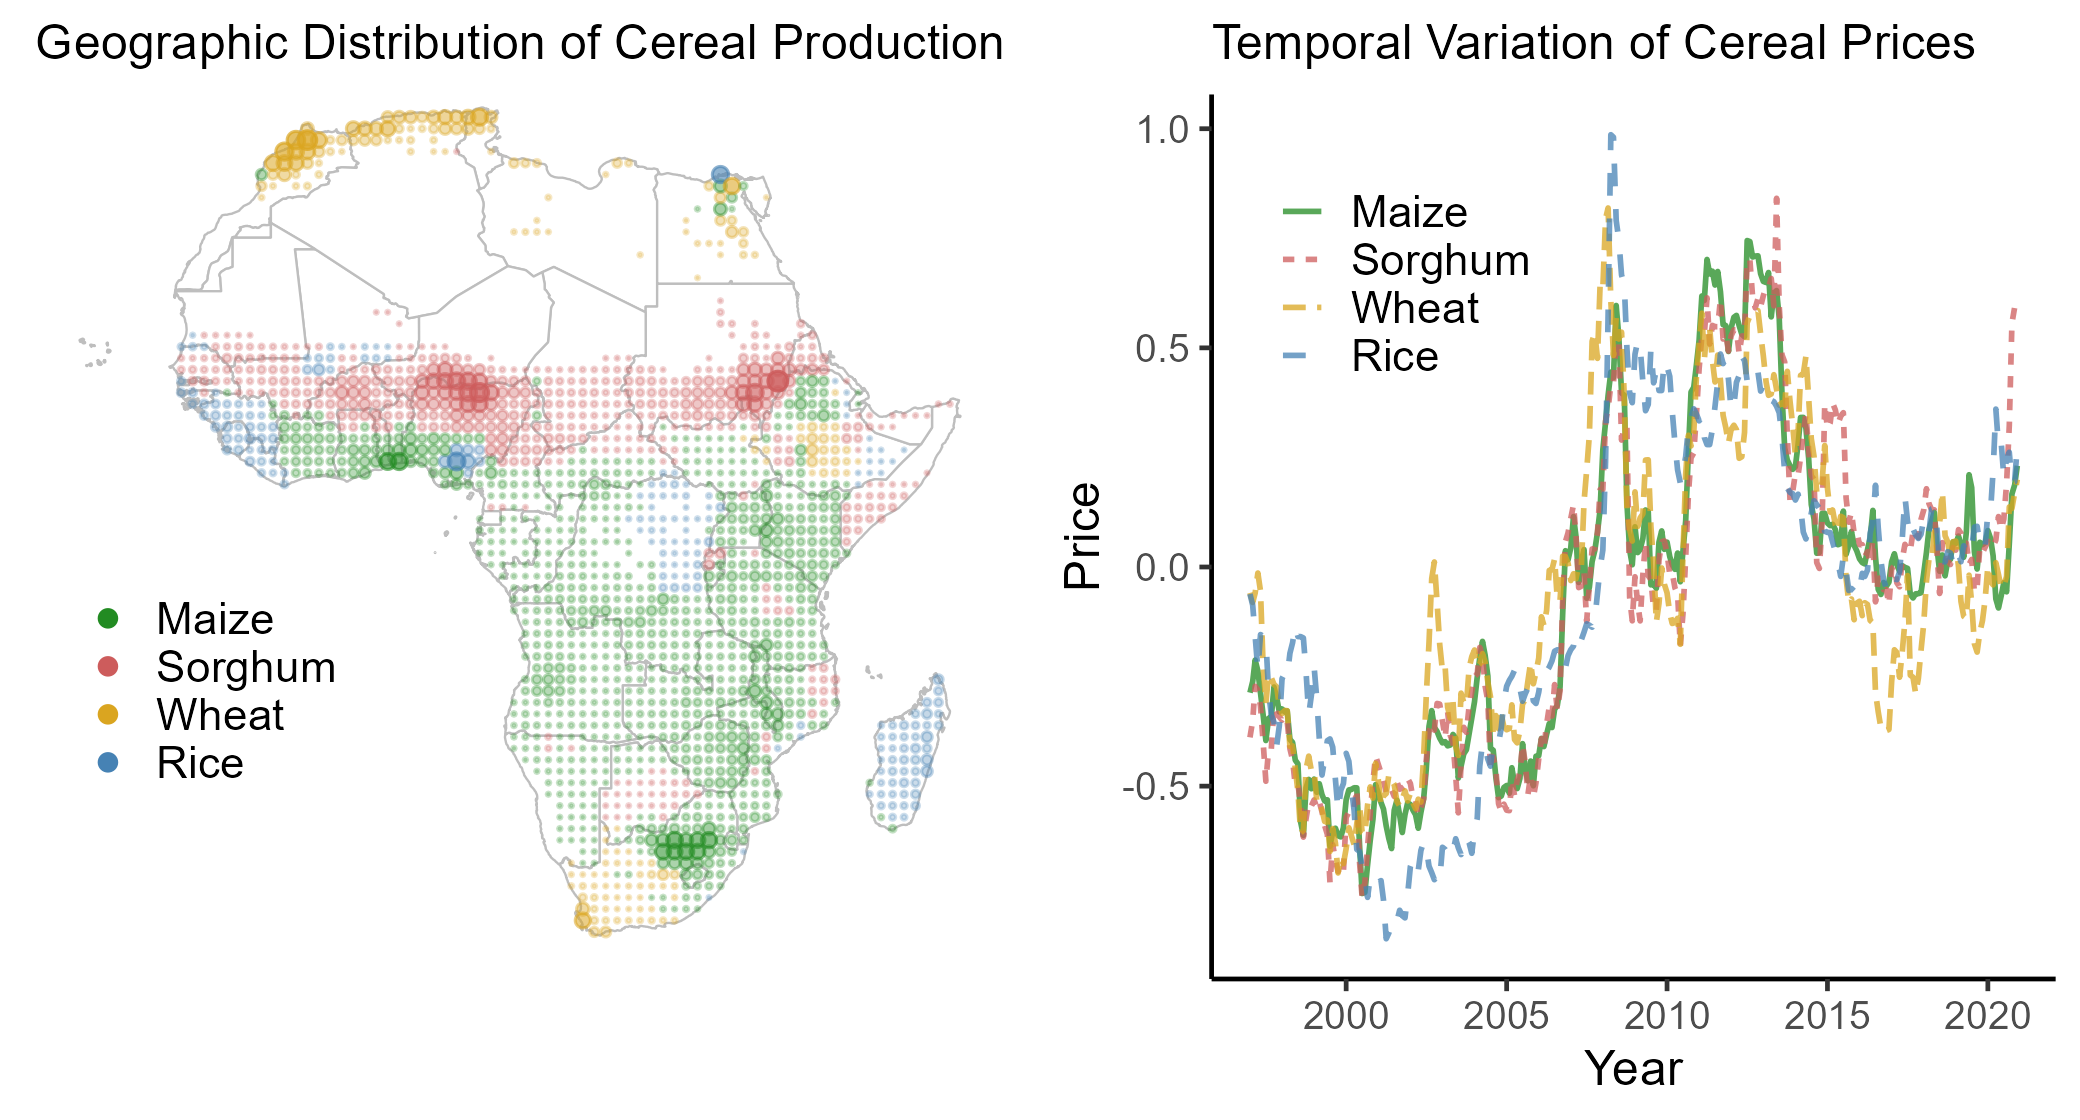 Geographic Distribution of Cereal Production
Maize
Sorghum
Wheat
Rice
Temporal Variation of Cereal Prices
1.0
0.5
0.0
-0.5
Price
Maize
Sorghum
Wheat
Rice
2000
2005
2010
2015
2020
Year